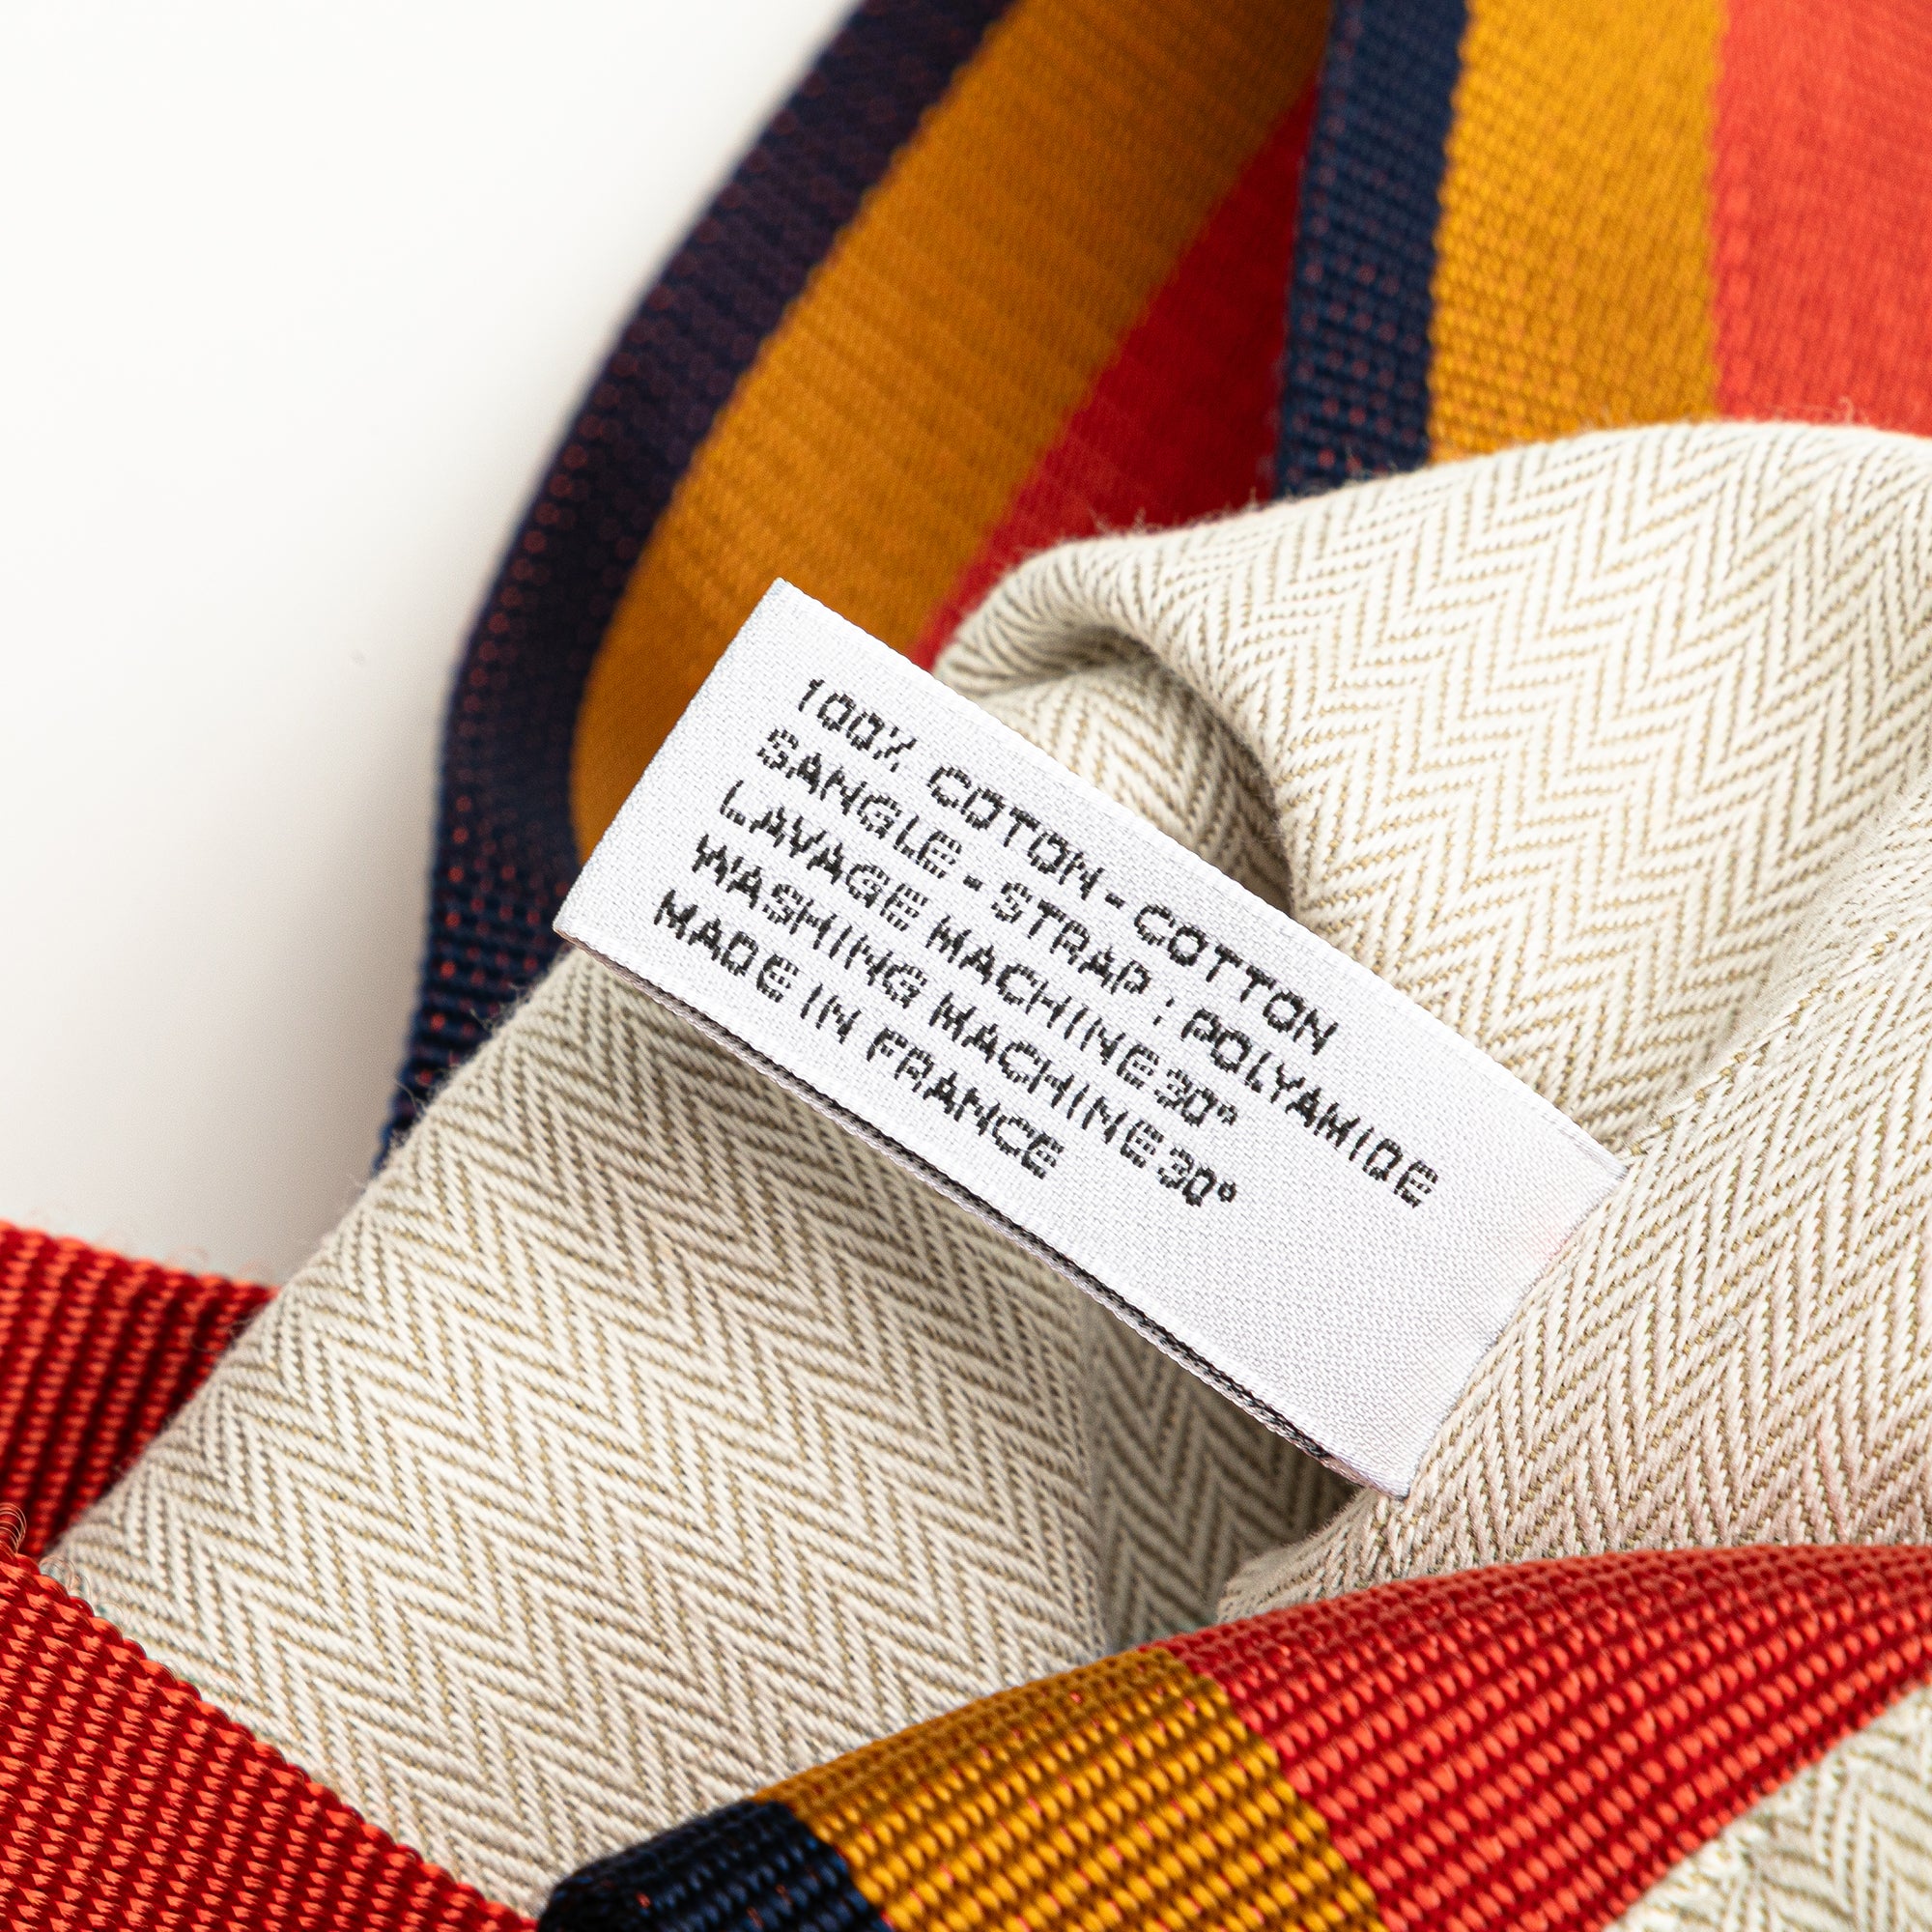 100% COTON - COTTON
SANGLE - STRAP : POLYAMIDE
LAVAGE MACHINE 30°
WASHING MACHINE 30°
MADE IN FRANCE